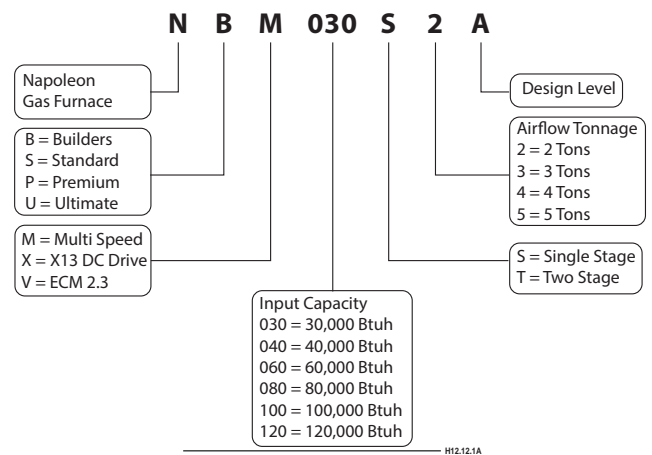 N B M 030 S 2 A
Napoleon
Gas Furnace
B = Builders
S = Standard
P = Premium
U = Ultimate
M = Multi Speed
X = X13 DC Drive
V = ECM 2.3
Input Capacity
030 = 30,000 Btuh
040 = 40,000 Btuh
060 = 60,000 Btuh
080 = 80,000 Btuh
100 = 100,000 Btuh
120 = 120,000 Btuh
Design Level
Airflow Tonnage
2 = 2 Tons
3 = 3 Tons
4 = 4 Tons
5 = 5 Tons
S = Single Stage
T = Two Stage
H12.12.1A